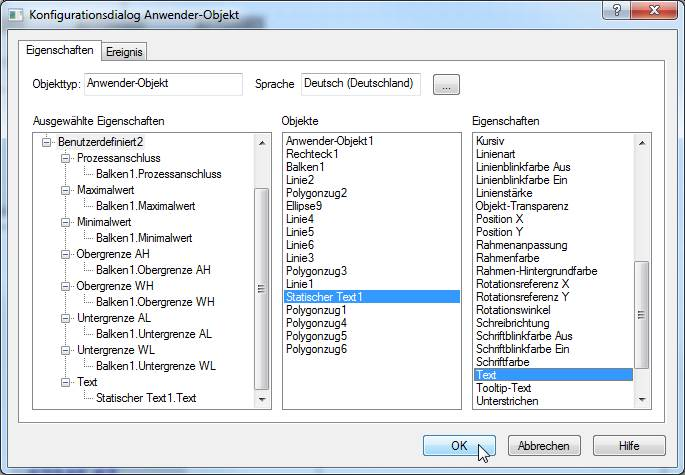 Konfigurationsdialog Anwender-Objekt
Eigenschaften
Ereignis
Objekttyp: Anwender-Objekt
Sprache Deutsch (Deutschland) ...
Ausgewählte Eigenschaften
Benutzerdefiniert2
Prozessanschluss
Balken1.Prozessanschluss
Maximalwert
Balken1.Maximalwert
Minimalwert
Balken1.Minimalwert
Obergrenze AH
Balken1.Obergrenze AH
Obergrenze WH
Balken1.Obergrenze WH
Untergrenze AL
Balken1.Untergrenze AL
Untergrenze WL
Balken1.Untergrenze WL
Text
Statischer Text1.Text
Objekte
Anwender-Objekt1
Rechteck1
Balken1
Linie2
Polygonzug2
Ellipse9
Linie4
Linie5
Linie6
Linie3
Polygonzug3
Linie1
Statischer Text1
Polygonzug1
Polygonzug4
Polygonzug5
Polygonzug6
Eigenschaften
Kursiv
Linienart
Linienblinkfarbe Aus
Linienblinkfarbe Ein
Linienstärke
Objekt-Transparenz
Position X
Position Y
Rahmenanpassung
Rahmenfarbe
Rahmen-Hintergrundfarbe
Rotationsreferenz X
Rotationsreferenz Y
Rotationswinkel
Schreibrichtung
Schriftblinkfarbe Aus
Schriftblinkfarbe Ein
Schriftfarbe
Text
Tooltip-Text
Unterstrichen
OK
Abbrechen
Hilfe